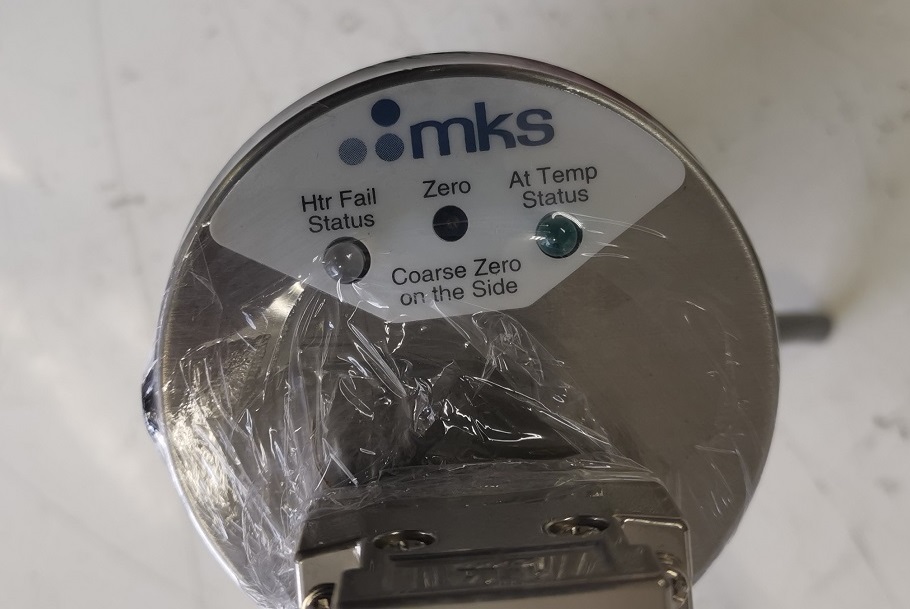 mks
Htr Fail
Status
Zero
At Temp
Status
Coarse Zero
on the Side